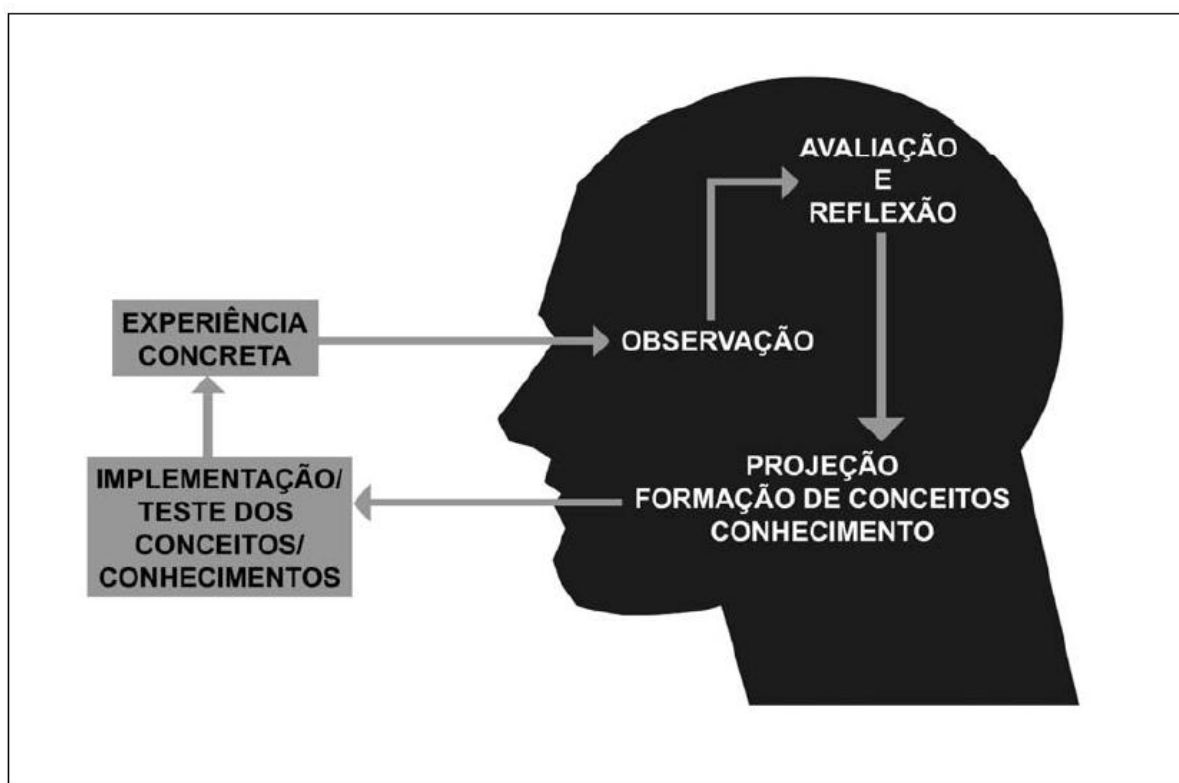 AVALIAÇÃO
E
REFLEXÃO
EXPERIÊNCIA
CONCRETA
OBSERVAÇÃO
IMPLEMENTAÇÃO/
TESTE DOS
CONCEITOS/
CONHECIMENTOS
PROJEÇÃO
FORMAÇÃO DE CONCEITOS
CONHECIMENTO